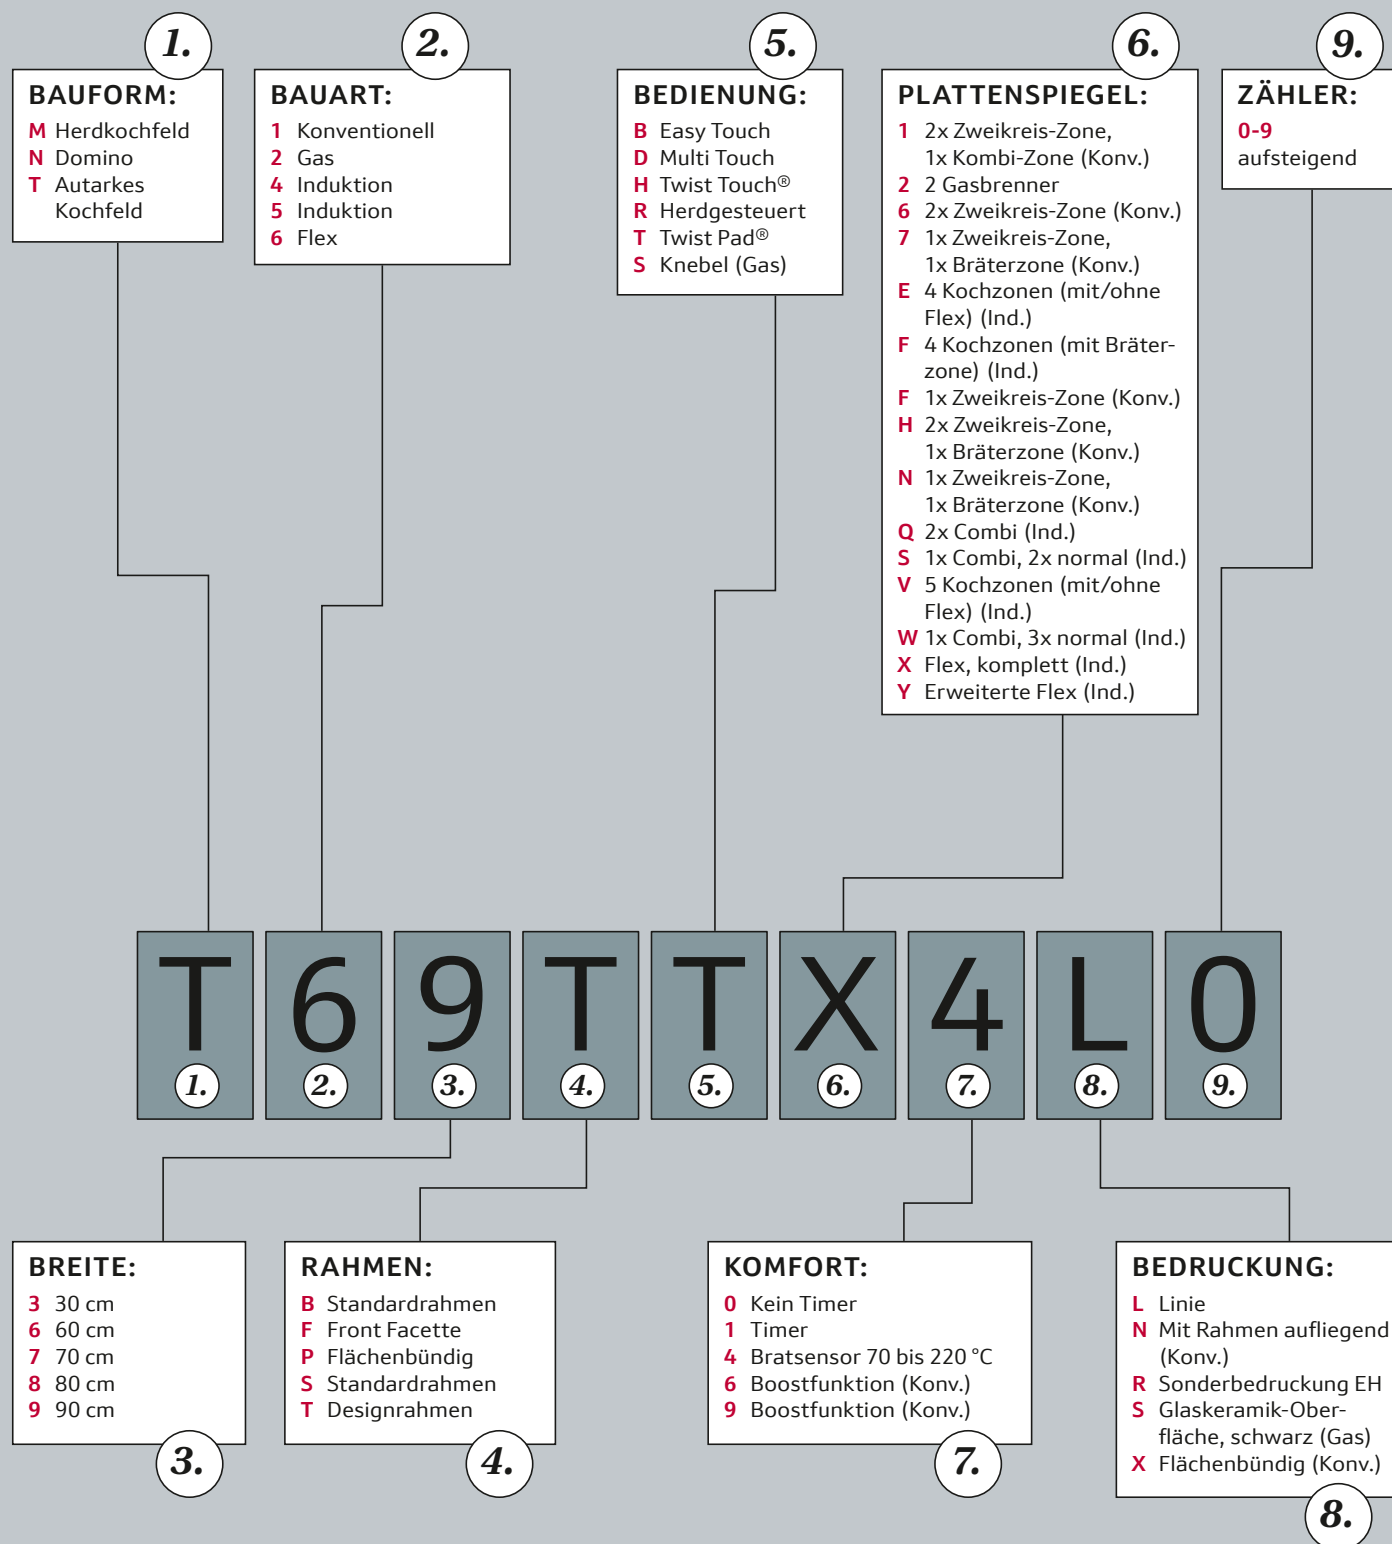 1.
BAUFORM:
M Herdkochfeld
N Domino
T Autarkes
Kochfeld
2.
BAUART:
1 Konventionell
2 Gas
4 Induktion
5 Induktion
6 Flex
5.
BEDIENUNG:
B Easy Touch
D Multi Touch
H Twist Touch®
R Herdgesteuert
T Twist Pad®
S Knebel (Gas)
6.
PLATTENSPIEGEL:
1 2x Zweikreis-Zone,
1x Kombi-Zone (Konv.)
2 2 Gasbrenner
6 2x Zweikreis-Zone (Konv.)
7 1x Zweikreis-Zone,
1x Bräterzone (Konv.)
E 4 Kochzonen (mit/ohne
Flex) (Ind.)
F 4 Kochzonen (mit Bräter-
zone) (Ind.)
F 1x Zweikreis-Zone (Konv.)
H 2x Zweikreis-Zone,
1x Bräterzone (Konv.)
N 1x Zweikreis-Zone,
1x Bräterzone (Konv.)
Q 2x Combi (Ind.)
S 1x Combi, 2x normal (Ind.)
V 5 Kochzonen (mit/ohne
Flex) (Ind.)
W 1x Combi, 3x normal (Ind.)
X Flex, komplett (Ind.)
Y Erweiterte Flex (Ind.)
9.
ZÄHLER:
0-9
aufsteigend
T 6 9 T T X 4 L 0
1. 2. 3. 4. 5. 6. 7. 8. 9.
BREITE:
3 30 cm
6 60 cm
7 70 cm
8 80 cm
9 90 cm
3.
RAHMEN:
B Standardrahmen
F Front Facette
P Flächenbündig
S Standardrahmen
T Designrahmen
4.
KOMFORT:
0 Kein Timer
1 Timer
4 Bratsensor 70 bis 220 °C
6 Boostfunktion (Konv.)
9 Boostfunktion (Konv.)
7.
BEDRUCKUNG:
L Linie
N Mit Rahmen aufliegend
(Konv.)
R Sonderbedruckung EH
S Glaskeramik-Ober-
fläche, schwarz (Gas)
X Flächenbündig (Konv.)
8.